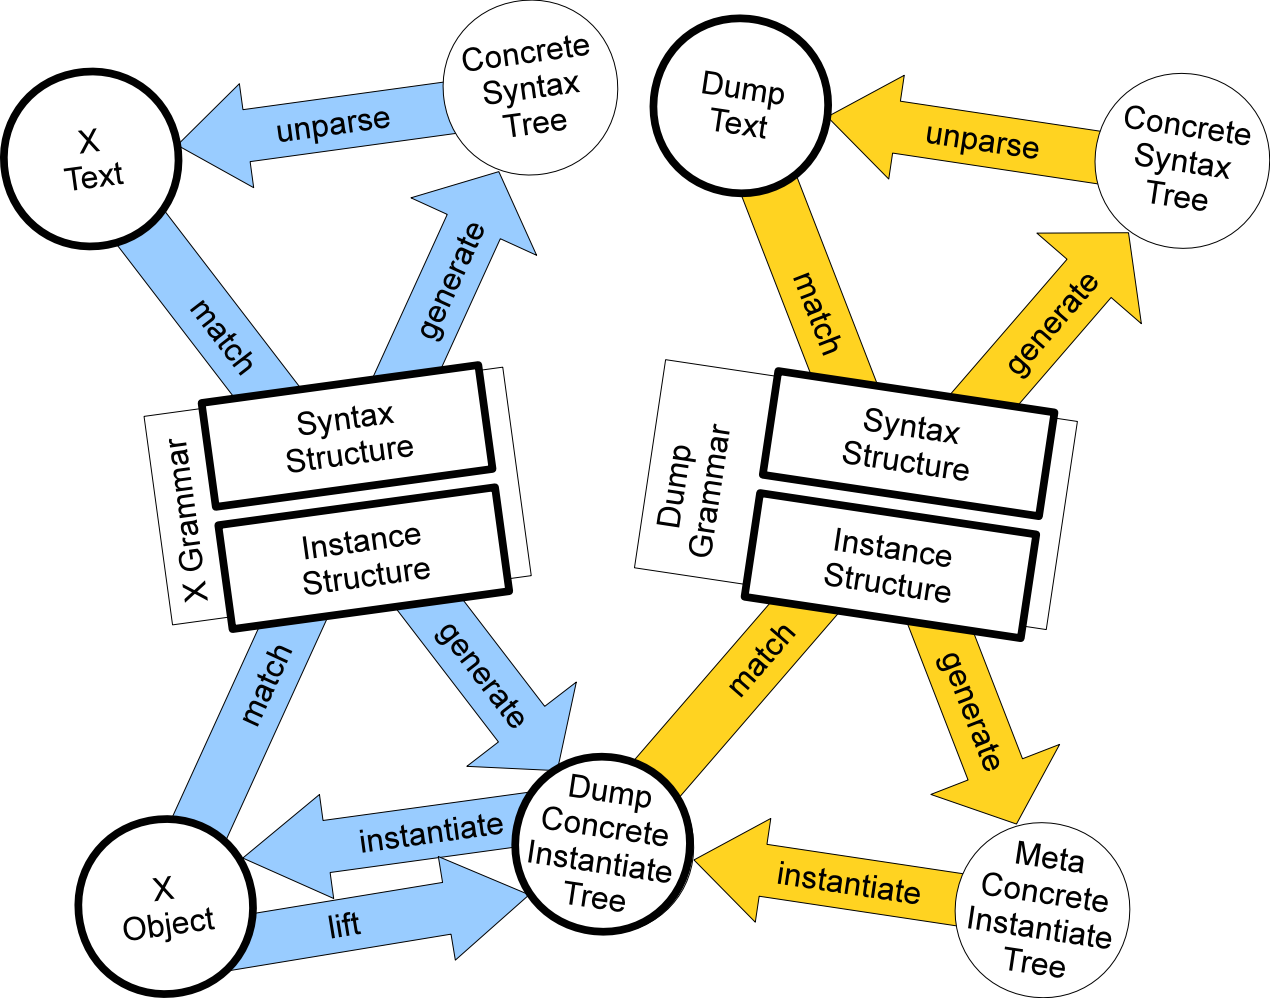 Concrete
Syntax
Tree
unparse
X
Text
generate
match
Syntax
Structure
X Grammar
Instance
Structure
match
generate
instantiate
X
Object
lift
Dump
Concrete
Instantiate
Tree
Dump
Text
unparse
Concrete
Syntax
Tree
match
generate
Syntax
Structure
Dump
Grammar
Instance
Structure
match
generate
instantiate
Meta
Concrete
Instantiate
Tree